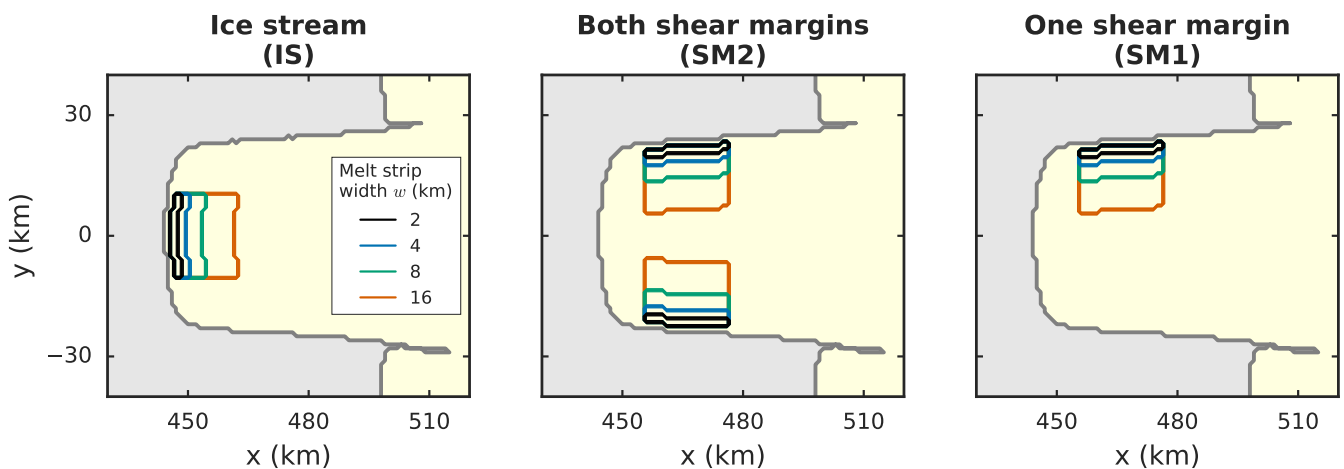 Ice stream
(IS)
Both shear margins
(SM2)
One shear margin
(SM1)
30
0
−30
y (km)
Melt strip
width w (km)
2
4
8
16
450
480
510
x (km)
450
480
510
x (km)
450
480
510
x (km)